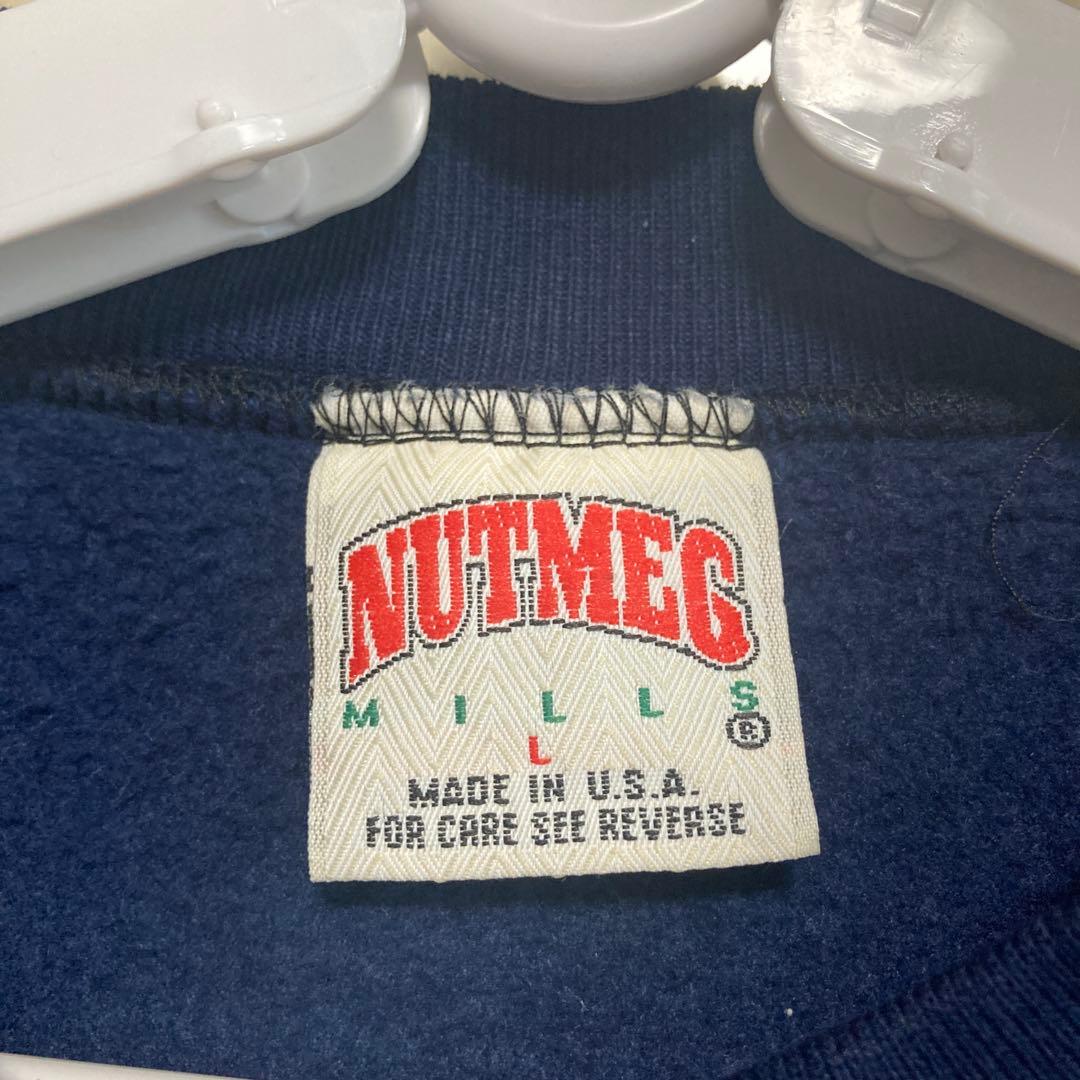 NUTMEG
MILLS®
L
MADE IN U.S.A.
FOR CARE SEE REVERSE